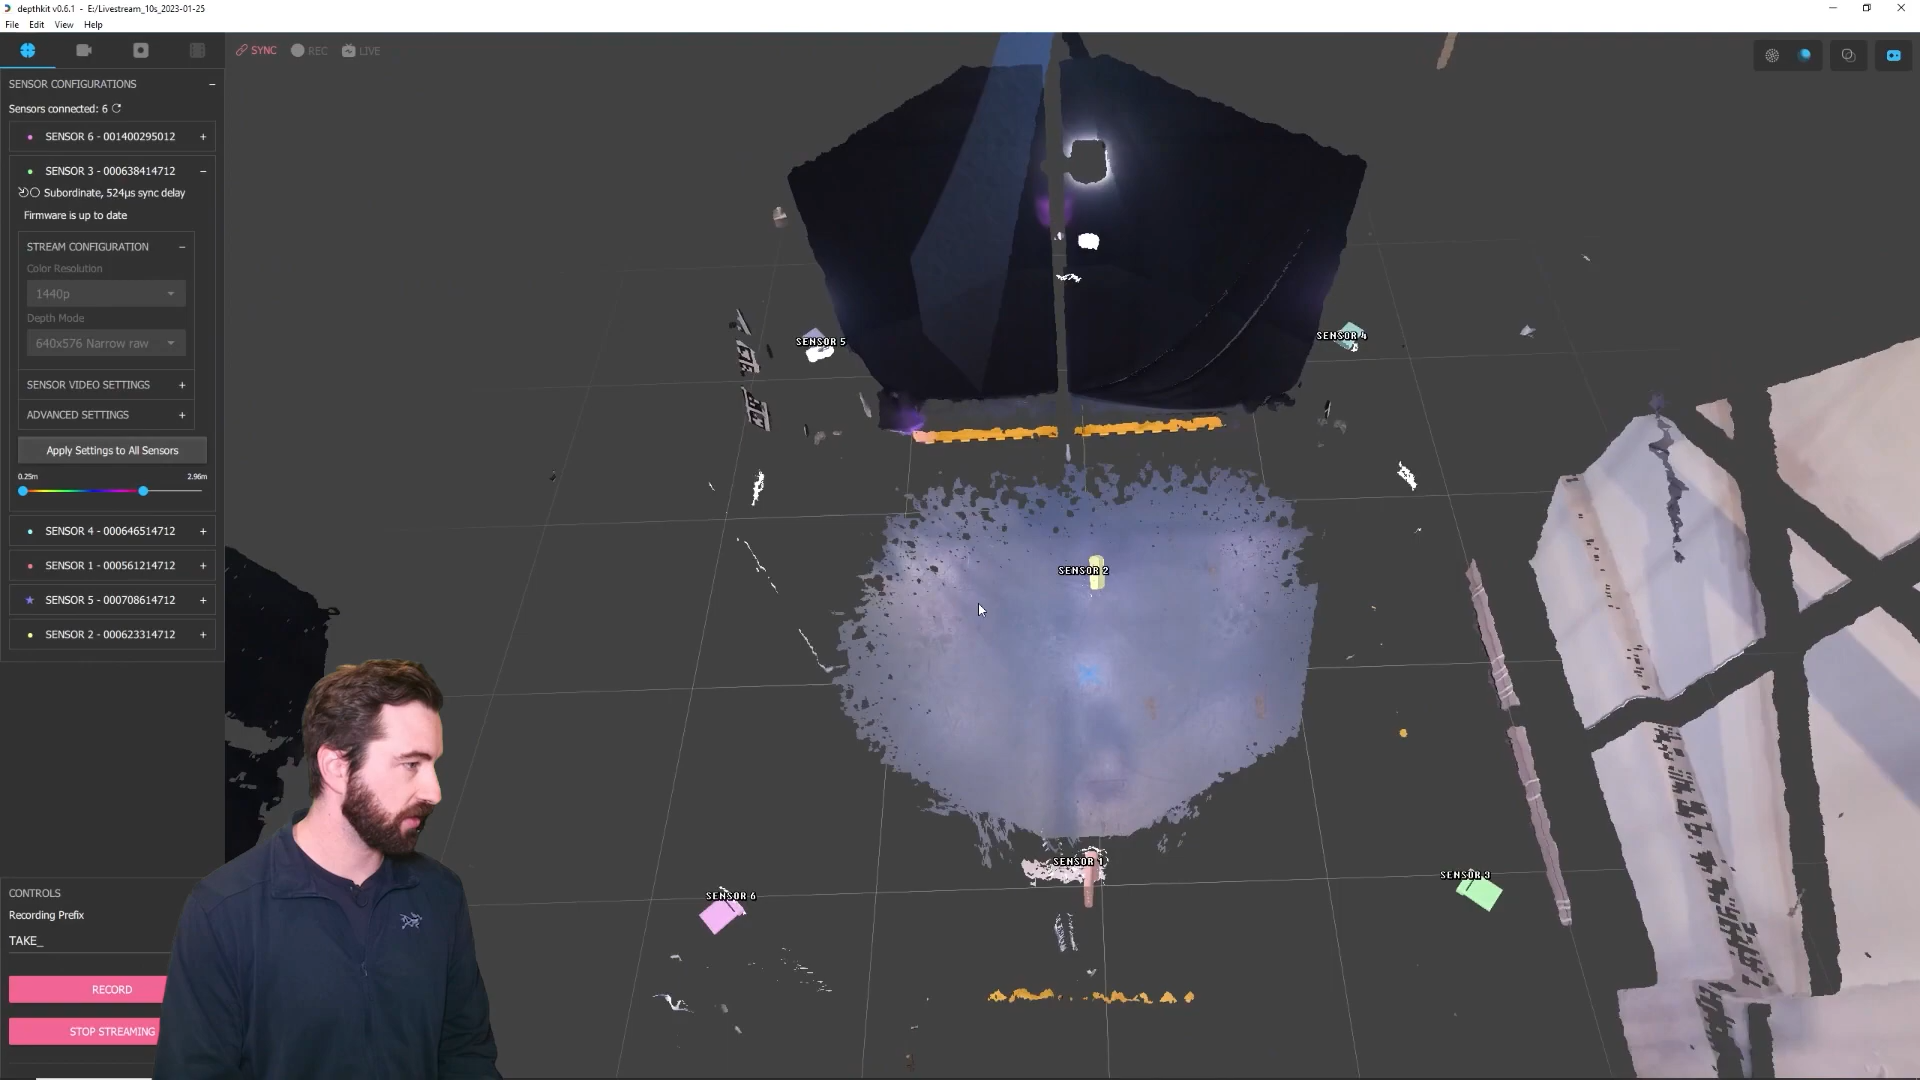 depthkit v0.6.1 - E:/Livestream_10s_2023-01-25
File Edit View Help
SYNC REC LIVE
SENSOR CONFIGURATIONS
Sensors connected: 6
SENSOR 6 - 001400295012
SENSOR 3 - 000638414712
Subordinate, 524µs sync delay
Firmware is up to date
STREAM CONFIGURATION
Color Resolution
1440p
Depth Mode
640x576 Narrow raw
SENSOR VIDEO SETTINGS
ADVANCED SETTINGS
Apply Settings to All Sensors
0.25m 2.96m
SENSOR 4 - 000646514712
SENSOR 1 - 000561214712
SENSOR 5 - 000708614712
SENSOR 2 - 000623314712
CONTROLS
Recording Prefix
TAKE_
RECORD
STOP STREAMING
SENSOR 5
SENSOR 4
SENSOR 2
SENSOR 1
SENSOR 6
SENSOR 3